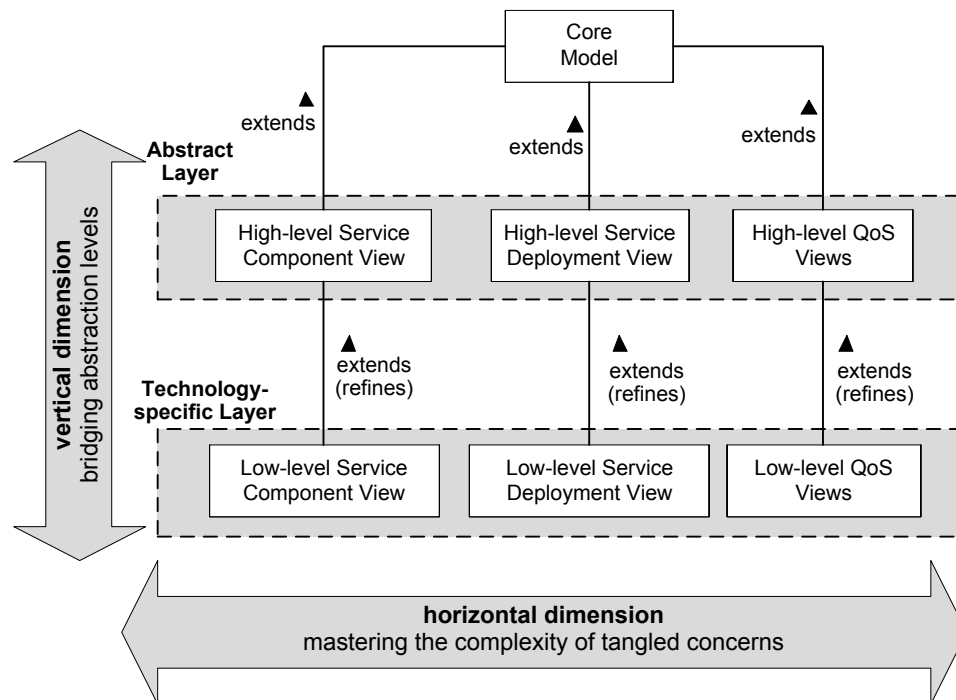 Core
Model
extends
extends
extends
Abstract
Layer
High-level Service
Component View
High-level Service
Deployment View
High-level QoS
Views
vertical dimension
bridging abstraction levels
extends
(refines)
extends
(refines)
extends
(refines)
Technology-
specific Layer
Low-level Service
Component View
Low-level Service
Deployment View
Low-level QoS
Views
horizontal dimension
mastering the complexity of tangled concerns